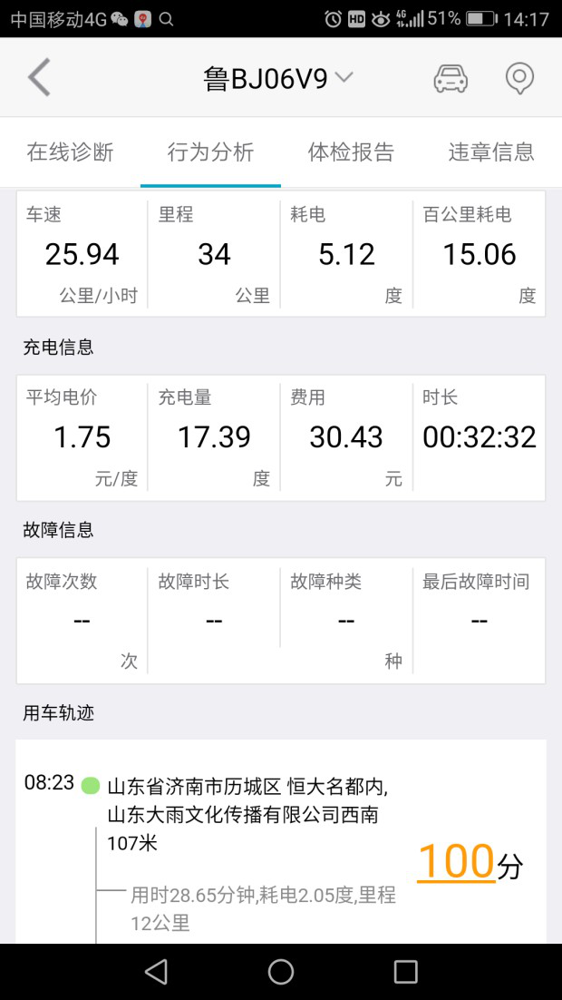 中国移动4G HD 4G 51% 14:17
鲁BJ06V9
在线诊断 行为分析 体检报告 违章信息
车速 里程 耗电 百公里耗电
25.94 34 5.12 15.06
公里/小时 公里 度 度
充电信息
平均电价 充电量 费用 时长
1.75 17.39 30.43 00:32:32
元/度 度 元
故障信息
故障次数 故障时长 故障种类 最后故障时间
-- -- -- --
次 种
用车轨迹
08:23 山东省济南市历城区 恒大名都内,
山东大雨文化传播有限公司西南
107米
100分
用时28.65分钟,耗电2.05度,里程
12公里